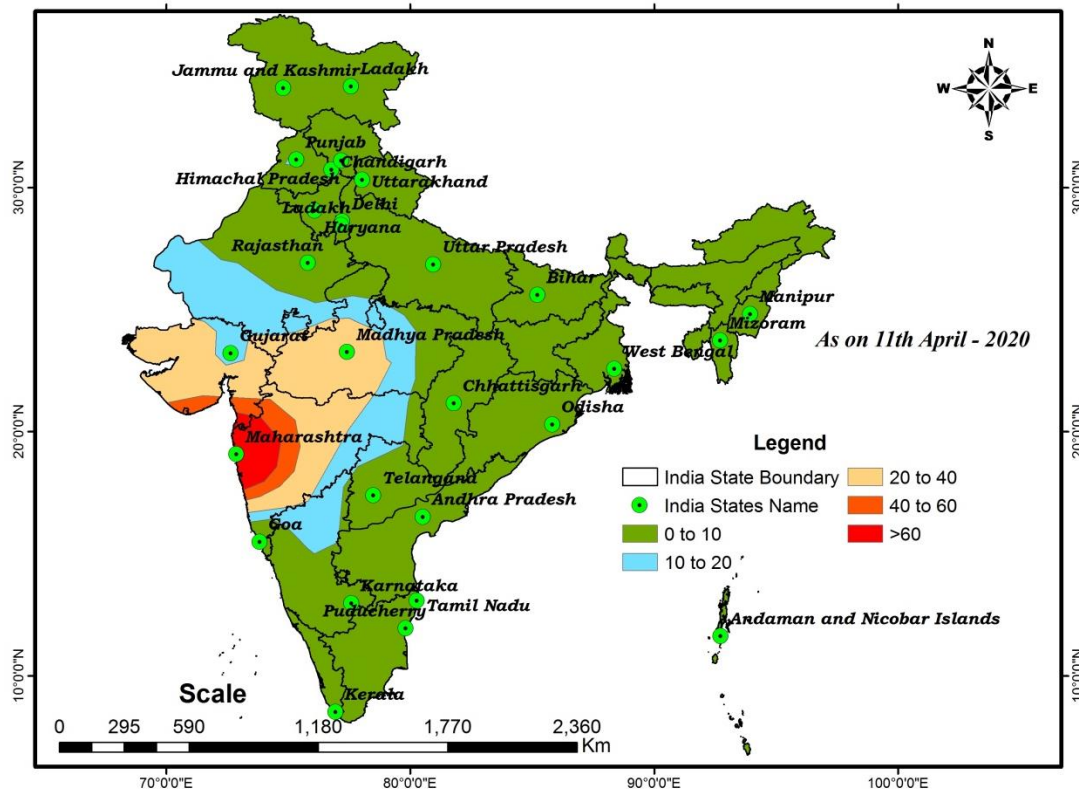 N
W E
S
Jammu and Kashmir
Ladakh
Punjab
Chandigarh
Himachal Pradesh
Uttarakhand
Ladakh
Delhi
Haryana
Rajasthan
Uttar Pradesh
Bihar
Manipur
Mizoram
As on 11th April - 2020
Gujarat
Madhya Pradesh
West Bengal
Chhattisgarh
Odisha
Maharashtra
Telangana
Andhra Pradesh
Goa
Karnataka
Puducherry
Tamil Nadu
Andaman and Nicobar Islands
Kerala
Legend
India State Boundary
India States Name
0 to 10
10 to 20
20 to 40
40 to 60
>60
Scale
0 295 590 1,180 1,770 2,360
Km
30°0'0"N
20°0'0"N
10°0'0"N
30°0'0"N
20°0'0"N
10°0'0"N
70°0'0"E 80°0'0"E 90°0'0"E 100°0'0"E